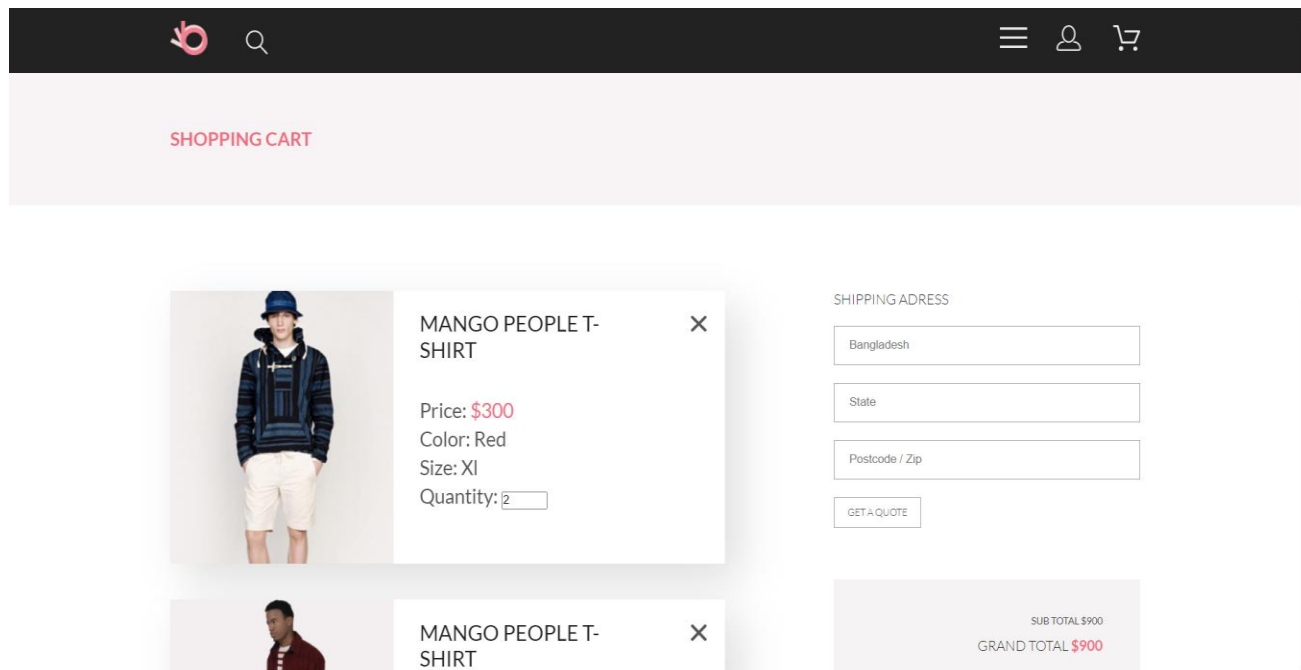 SHOPPING CART
MANGO PEOPLE T-
SHIRT
Price: $300
Color: Red
Size: Xl
Quantity: 2
MANGO PEOPLE T-
SHIRT
SHIPPING ADRESS
Bangladesh
State
Postcode / Zip
GET A QUOTE
SUB TOTAL $900
GRAND TOTAL $900